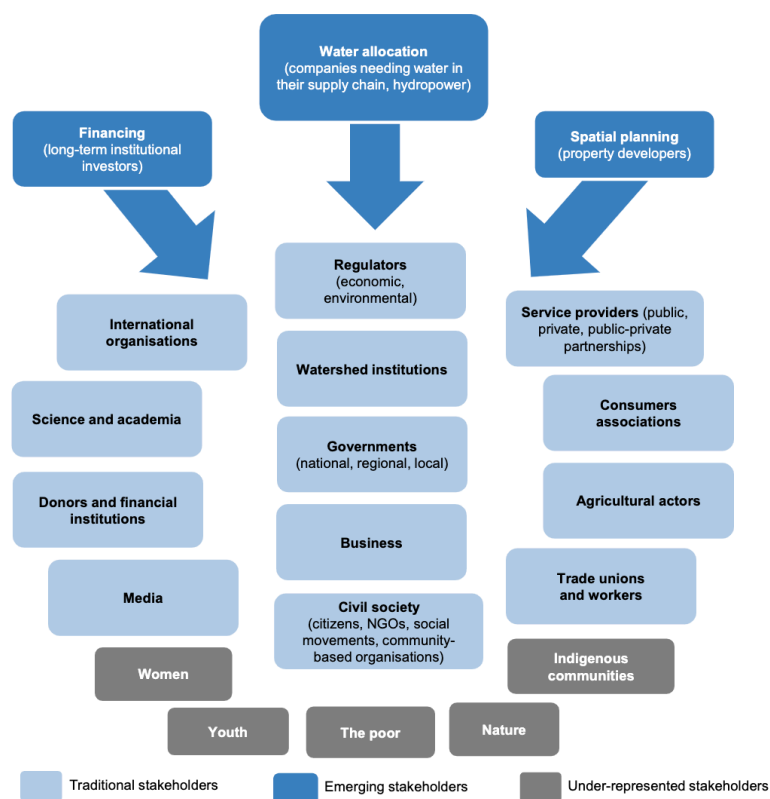 Water allocation
(companies needing water in
their supply chain, hydropower)
Financing
(long-term institutional
investors)
Spatial planning
(property developers)
Regulators
(economic,
environmental)
International
organisations
Service providers (public,
private, public-private
partnerships)
Watershed institutions
Science and academia
Consumers
associations
Governments
(national, regional, local)
Donors and financial
institutions
Agricultural actors
Business
Media
Trade unions
and workers
Civil society
(citizens, NGOs, social
movements, community-
based organisations)
Women
Indigenous
communities
Youth
The poor
Nature
Traditional stakeholders
Emerging stakeholders
Under-represented stakeholders